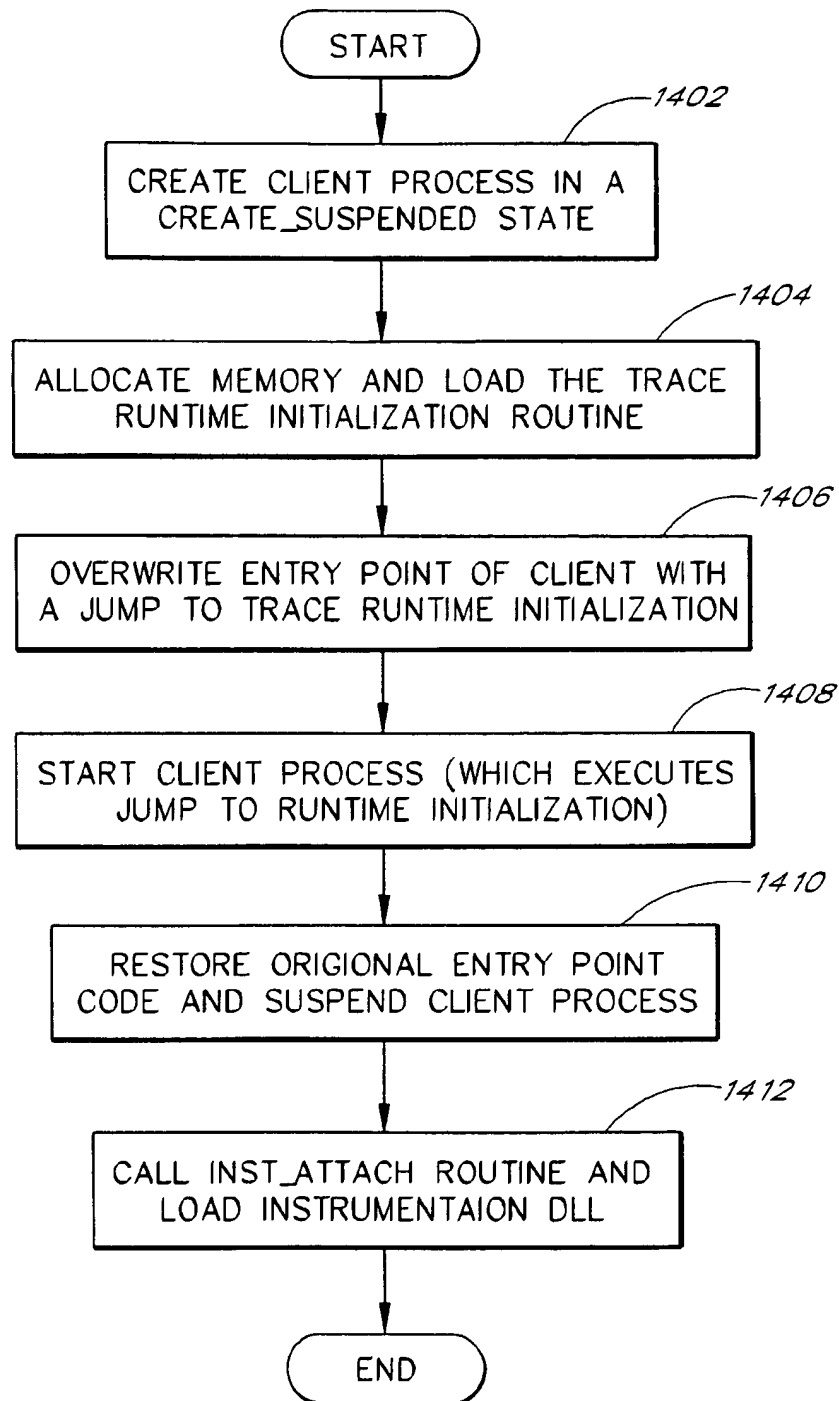 START
1402
CREATE CLIENT PROCESS IN A
CREATE_SUSPENDED STATE
1404
ALLOCATE MEMORY AND LOAD THE TRACE
RUNTIME INITIALIZATION ROUTINE
1406
OVERWRITE ENTRY POINT OF CLIENT WITH
A JUMP TO TRACE RUNTIME INITIALIZATION
1408
START CLIENT PROCESS (WHICH EXECUTES
JUMP TO RUNTIME INITIALIZATION)
1410
RESTORE ORIGIONAL ENTRY POINT
CODE AND SUSPEND CLIENT PROCESS
1412
CALL INST_ATTACH ROUTINE AND
LOAD INSTRUMENTAION DLL
END